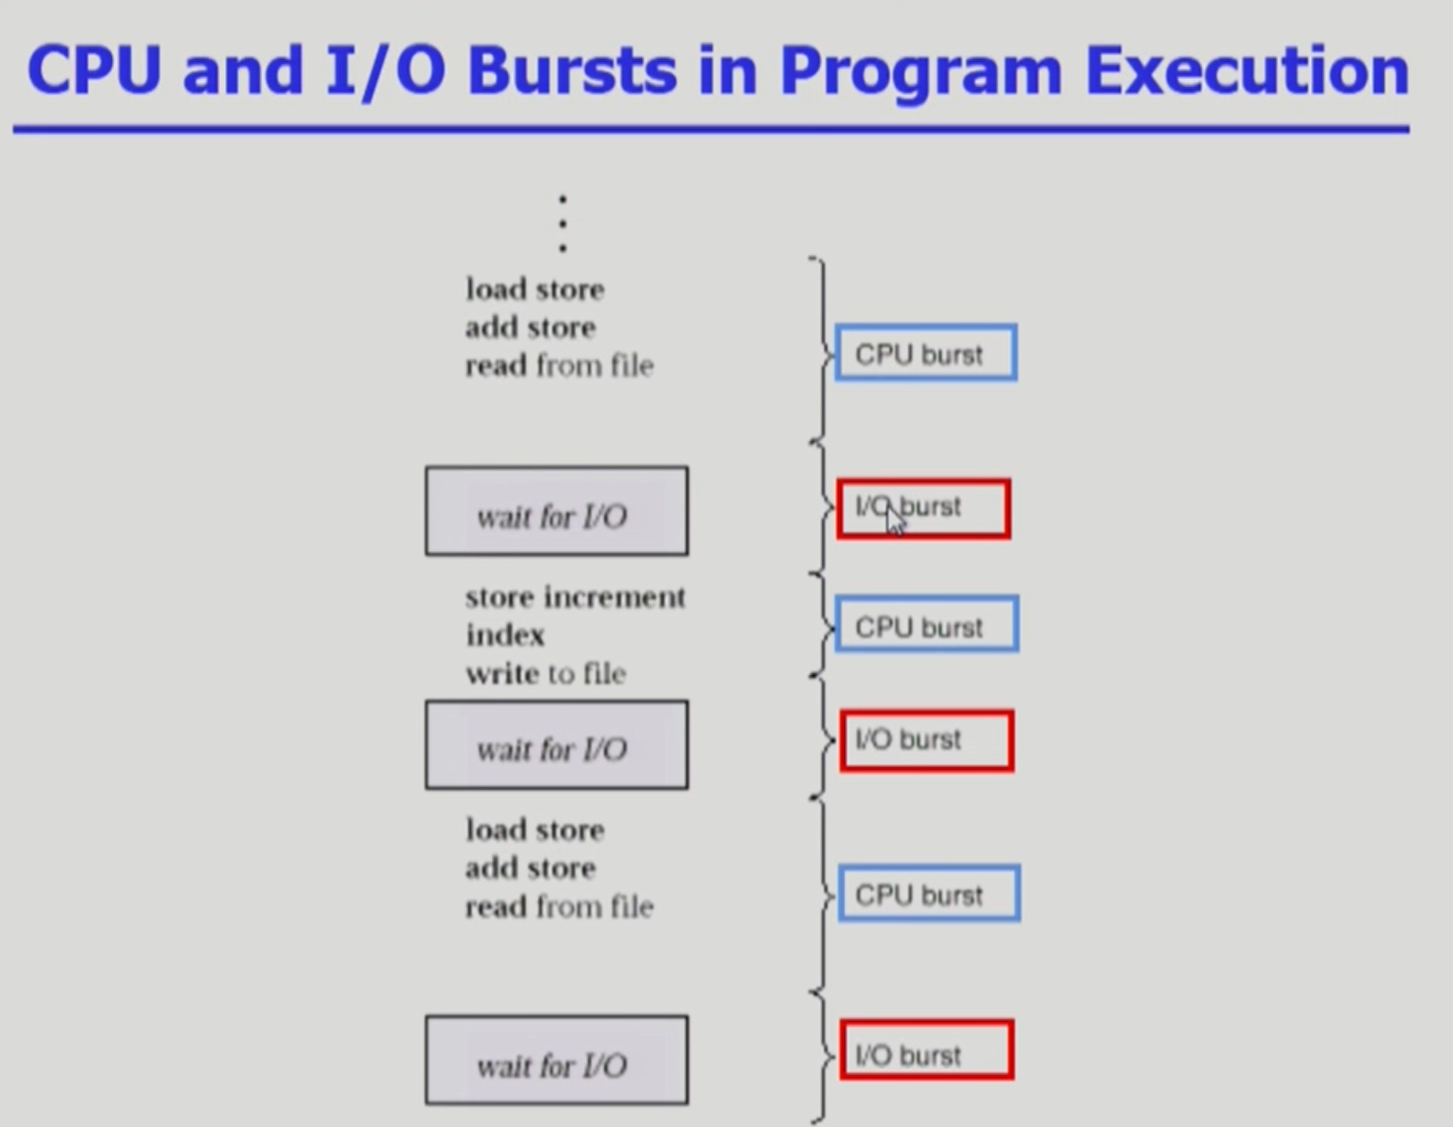 CPU and I/O Bursts in Program Execution
load store
add store
read from file
CPU burst
wait for I/O
I/O burst
store increment
index
write to file
CPU burst
wait for I/O
I/O burst
load store
add store
read from file
CPU burst
wait for I/O
I/O burst